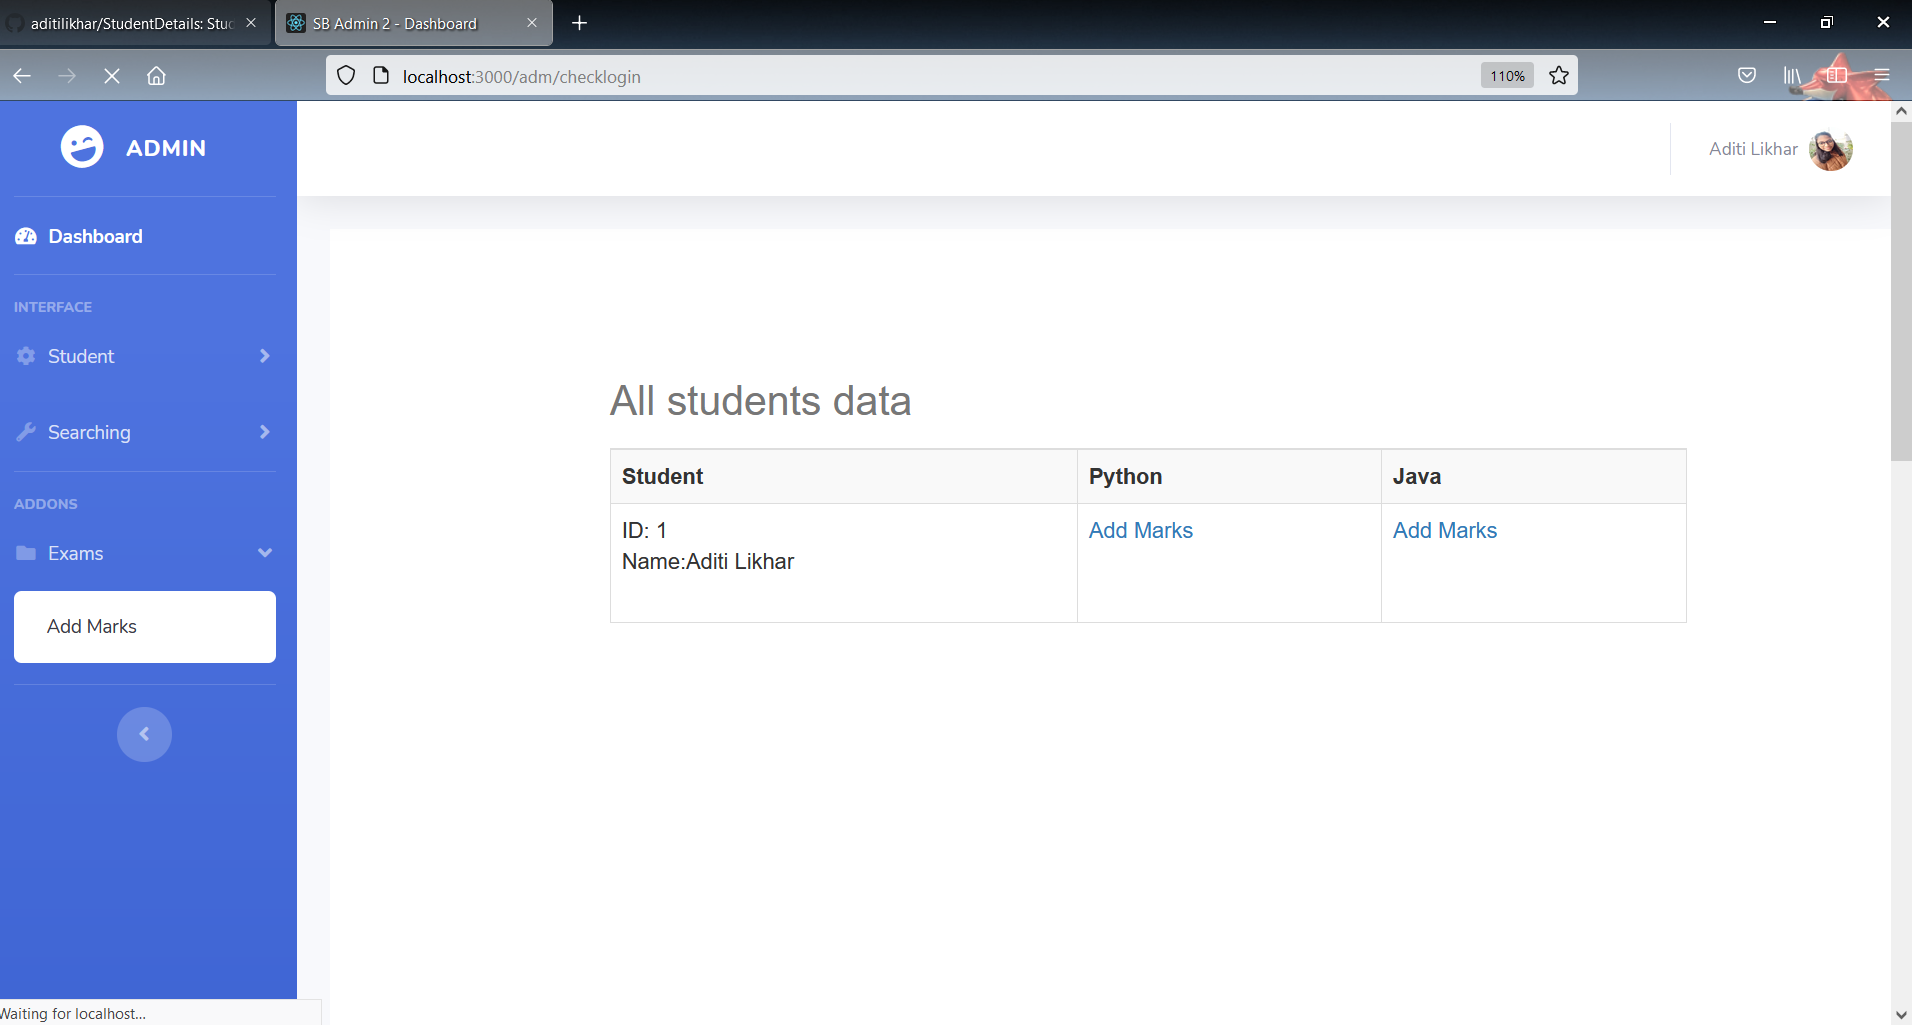 aditilikhar/StudentDetails: Stud
SB Admin 2 - Dashboard
localhost:3000/adm/checklogin
110%
ADMIN
Aditi Likhar
Dashboard
INTERFACE
Student
Searching
ADDONS
Exams
Add Marks
All students data
Student Python Java
ID: 1 Add Marks Add Marks
Name:Aditi Likhar
Waiting for localhost...